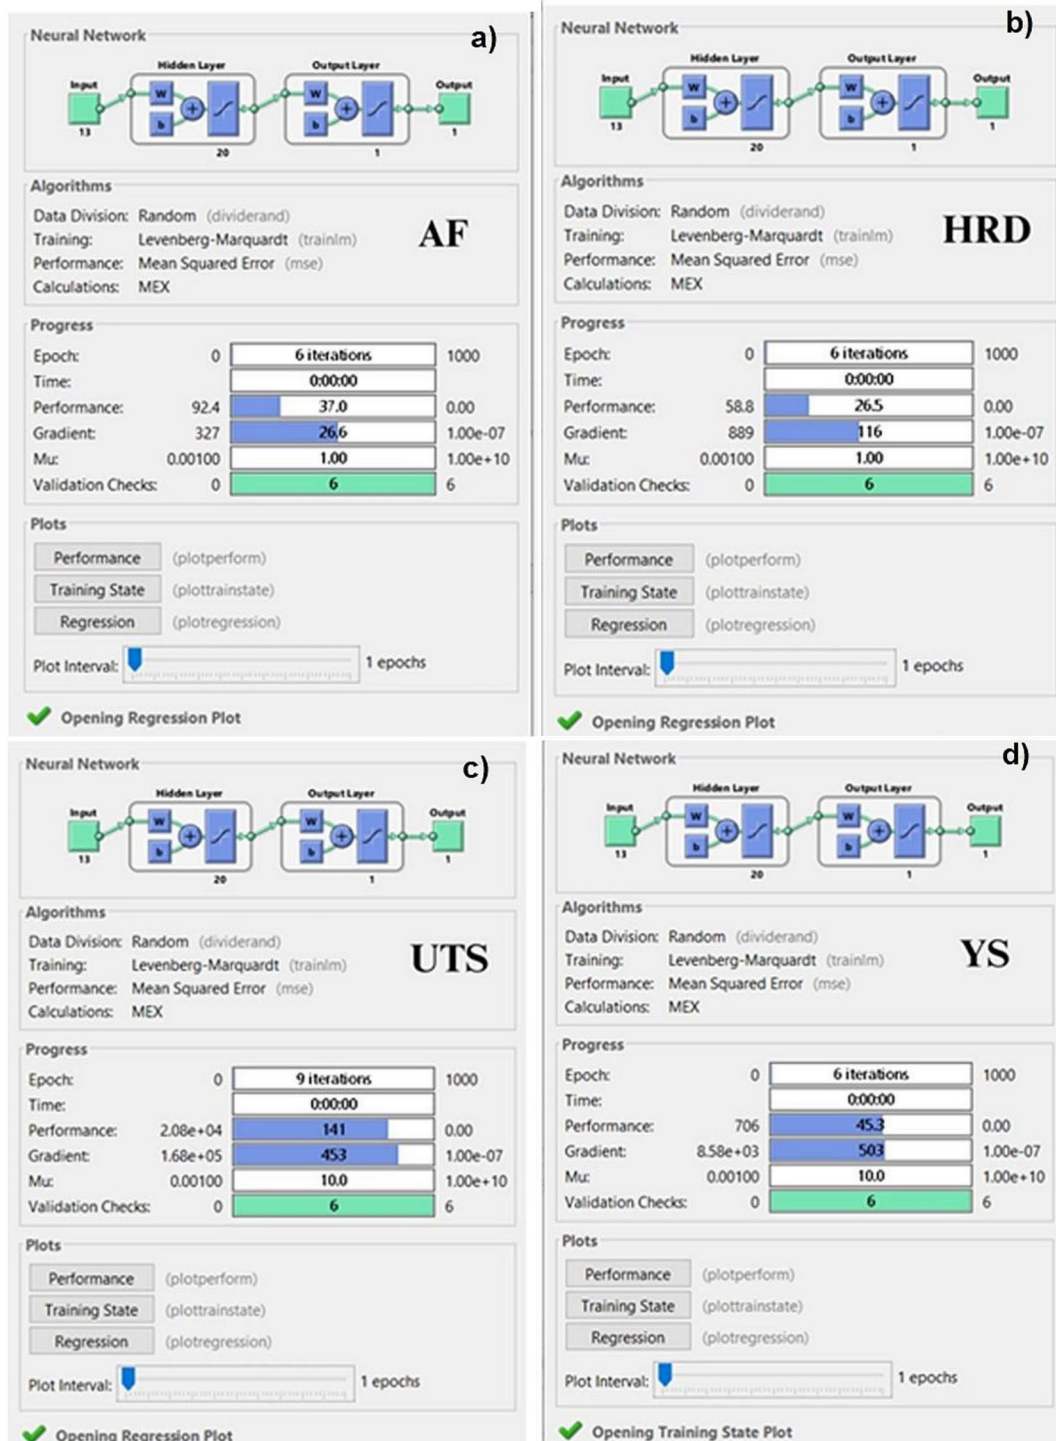 a)
Neural Network
Hidden Layer Output Layer
Input Output
W W
b b
13 1
20 1
Algorithms
Data Division: Random (dividerand)
Training: Levenberg-Marquardt (trainlm)
Performance: Mean Squared Error (mse)
Calculations: MEX
AF
Progress
Epoch: 0 6 iterations 1000
Time: 0:00:00
Performance: 92.4 37.0 0.00
Gradient: 327 26.6 1.00e-07
Mu: 0.00100 1.00 1.00e+10
Validation Checks: 0 6 6
Plots
Performance (plotperform)
Training State (plottrainstate)
Regression (plotregression)
Plot Interval: 1 epochs
Opening Regression Plot
b)
Neural Network
Hidden Layer Output Layer
Input Output
W W
b b
13 1
20 1
Algorithms
Data Division: Random (dividerand)
Training: Levenberg-Marquardt (trainlm)
Performance: Mean Squared Error (mse)
Calculations: MEX
HRD
Progress
Epoch: 0 6 iterations 1000
Time: 0:00:00
Performance: 58.8 26.5 0.00
Gradient: 889 116 1.00e-07
Mu: 0.00100 1.00 1.00e+10
Validation Checks: 0 6 6
Plots
Performance (plotperform)
Training State (plottrainstate)
Regression (plotregression)
Plot Interval: 1 epochs
Opening Regression Plot
c)
Neural Network
Hidden Layer Output Layer
Input Output
W W
b b
13 1
20 1
Algorithms
Data Division: Random (dividerand)
Training: Levenberg-Marquardt (trainlm)
Performance: Mean Squared Error (mse)
Calculations: MEX
UTS
Progress
Epoch: 0 9 iterations 1000
Time: 0:00:00
Performance: 2.08e+04 141 0.00
Gradient: 1.68e+05 453 1.00e-07
Mu: 0.00100 10.0 1.00e+10
Validation Checks: 0 6 6
Plots
Performance (plotperform)
Training State (plottrainstate)
Regression (plotregression)
Plot Interval: 1 epochs
Opening Regression Plot
d)
Neural Network
Hidden Layer Output Layer
Input Output
W W
b b
13 1
20 1
Algorithms
Data Division: Random (dividerand)
Training: Levenberg-Marquardt (trainlm)
Performance: Mean Squared Error (mse)
Calculations: MEX
YS
Progress
Epoch: 0 6 iterations 1000
Time: 0:00:00
Performance: 706 45.3 0.00
Gradient: 8.58e+03 503 1.00e-07
Mu: 0.00100 10.0 1.00e+10
Validation Checks: 0 6 6
Plots
Performance (plotperform)
Training State (plottrainstate)
Regression (plotregression)
Plot Interval: 1 epochs
Opening Training State Plot